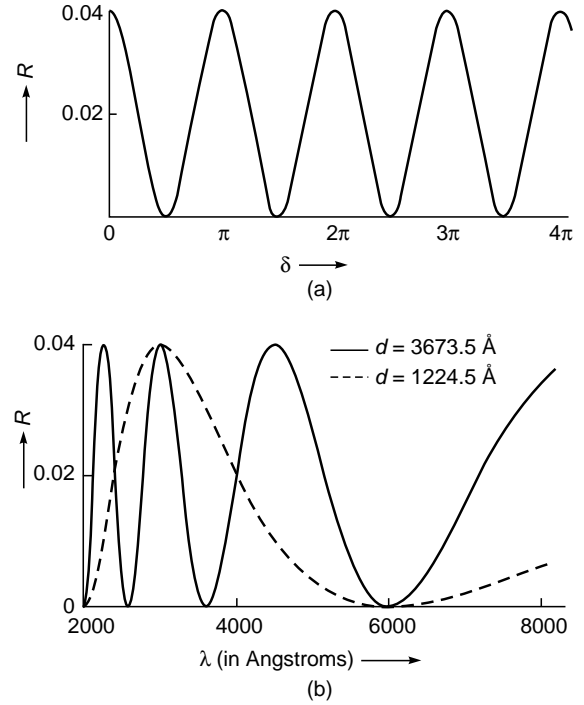 0.04
0.02
R
0 π 2π 3π 4π
δ
(a)
0.04
d = 3673.5 Å
d = 1224.5 Å
0.02
R
0
2000 4000 6000 8000
λ (in Angstroms)
(b)